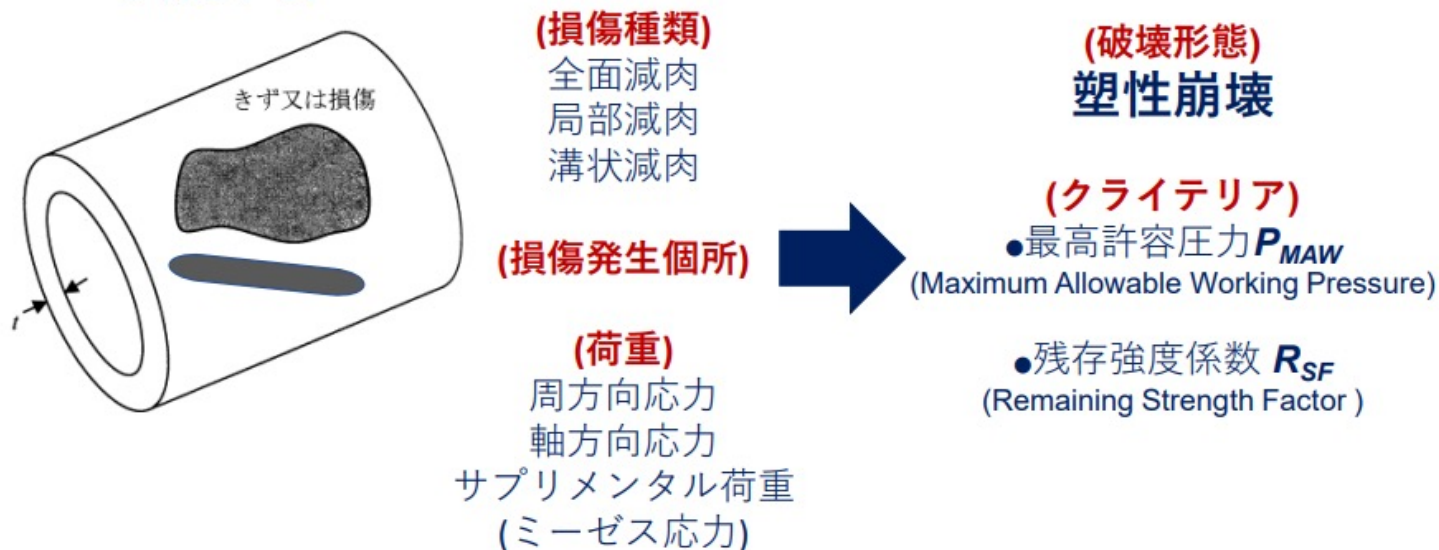 きず又は損傷
t
(損傷種類)
全面減肉
局部減肉
溝状減肉
(損傷発生個所)
(荷重)
周方向応力
軸方向応力
サプリメンタル荷重
(ミーゼス応力)
(破壊形態)
塑性崩壊
(クライテリア)
●最高許容圧力PMAW
(Maximum Allowable Working Pressure)
●残存強度係数 RSF
(Remaining Strength Factor )